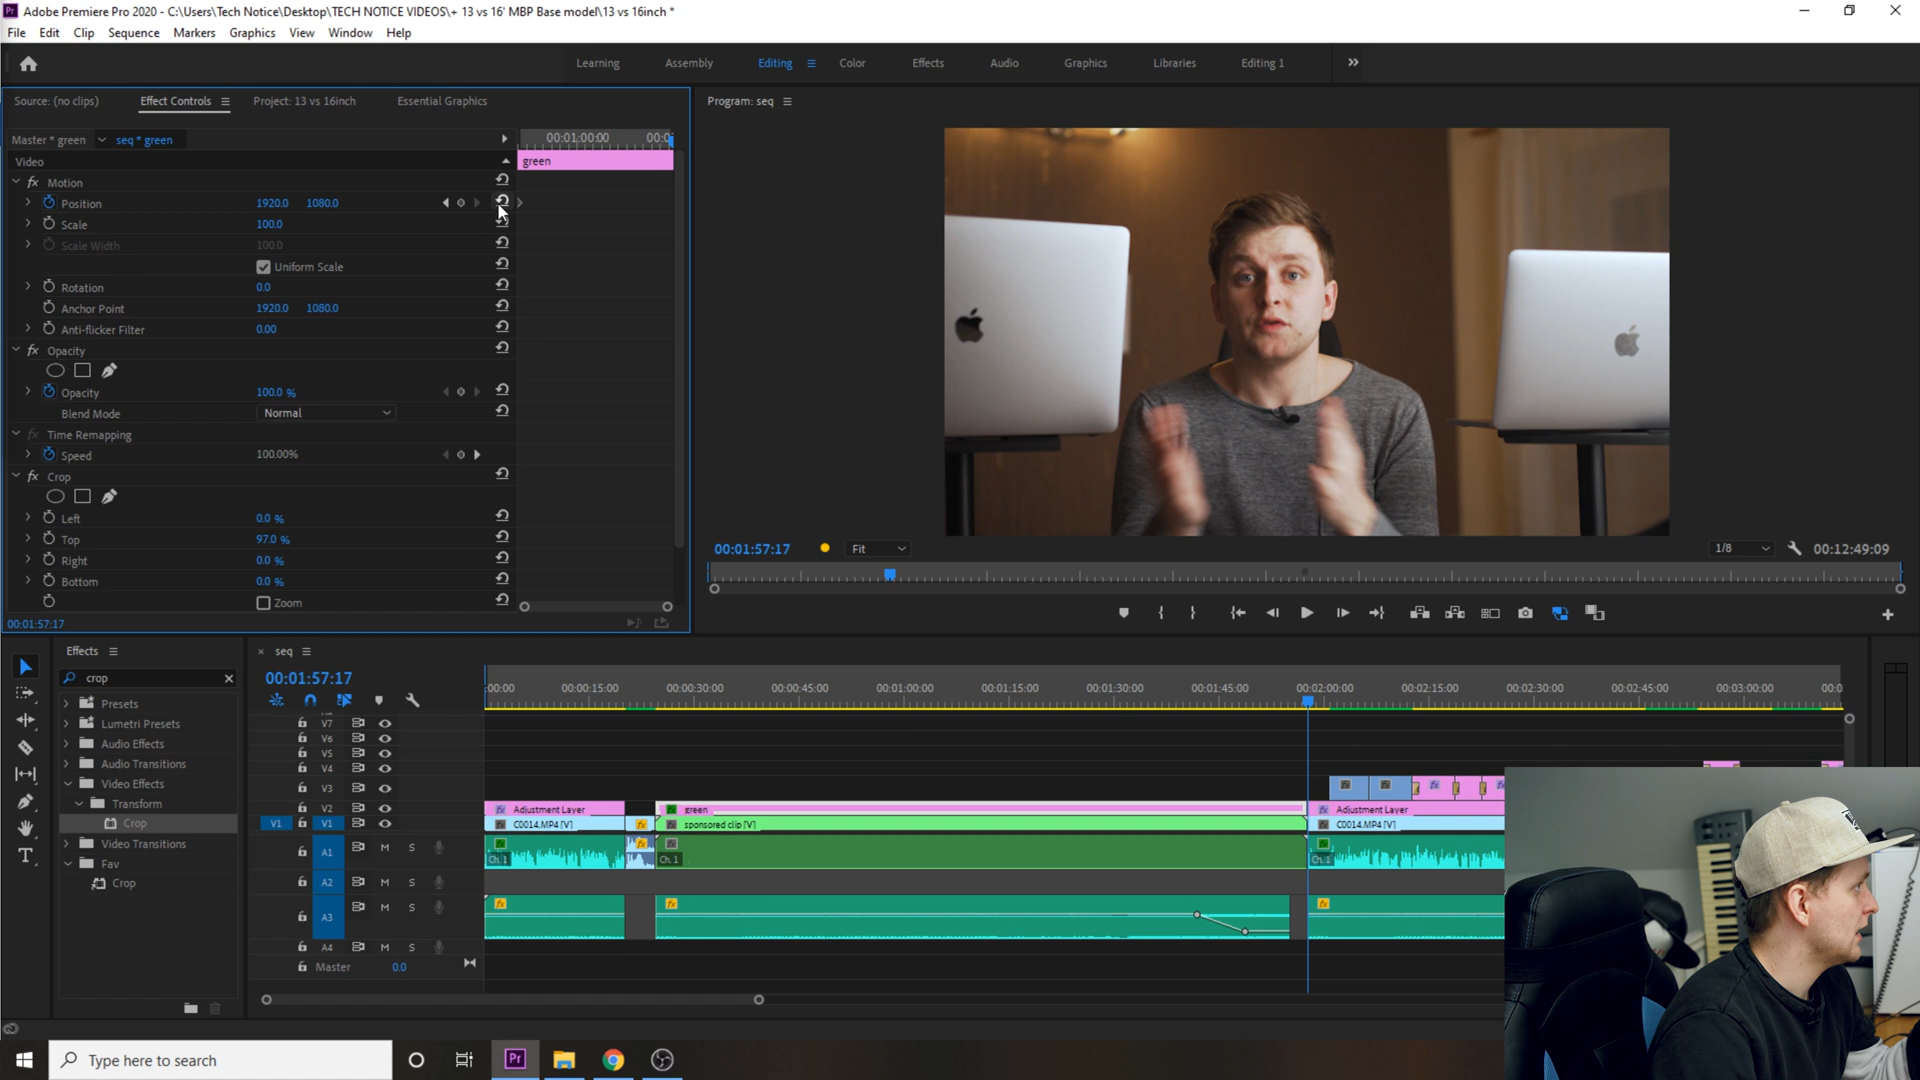 Adobe Premiere Pro 2020 - C:\Users\Tech Notice\Desktop\TECH NOTICE VIDEOS\+ 13 vs 16' MBP Base model\13 vs 16inch *
File Edit Clip Sequence Markers Graphics View Window Help
Learning Assembly Editing Color Effects Audio Graphics Libraries Editing 1
Source: (no clips) Effect Controls Project: 13 vs 16inch Essential Graphics
Program: seq
Master * green seq * green
00:01:00:00 00:0
Video
green
Motion
Position 1920.0 1080.0
Scale 100.0
Scale Width 100.0
Uniform Scale
Rotation 0.0
Anchor Point 1920.0 1080.0
Anti-flicker Filter 0.00
Opacity
Opacity 100.0 %
Blend Mode Normal
Time Remapping
Speed 100.00%
Crop
Left 0.0 %
Top 97.0 %
Right 0.0 %
Bottom 0.0 %
Zoom
00:01:57:17
00:01:57:17 Fit 1/8 00:12:49:09
Effects
crop
Presets
Lumetri Presets
Audio Effects
Audio Transitions
Video Effects
Transform
Crop
Video Transitions
Fav
Crop
seq
00:01:57:17
:00:00 00:00:15:00 00:00:30:00 00:00:45:00 00:01:00:00 00:01:15:00 00:01:30:00 00:01:45:00 00:02:00:00 00:02:15:00 00:02:30:00 00:02:45:00 00:03:00:00 00:0
V7
V6
V5
V4
V3
V2 Adjustment Layer green Adjustment Layer
V1 V1 C0014.MP4 [V] sponsored clip [V] C0014.MP4 [V]
A1 M S Ch. 1 Ch. 1 Ch. 1
A2 M S
A3 M S
A4 M S
Master 0.0
Type here to search